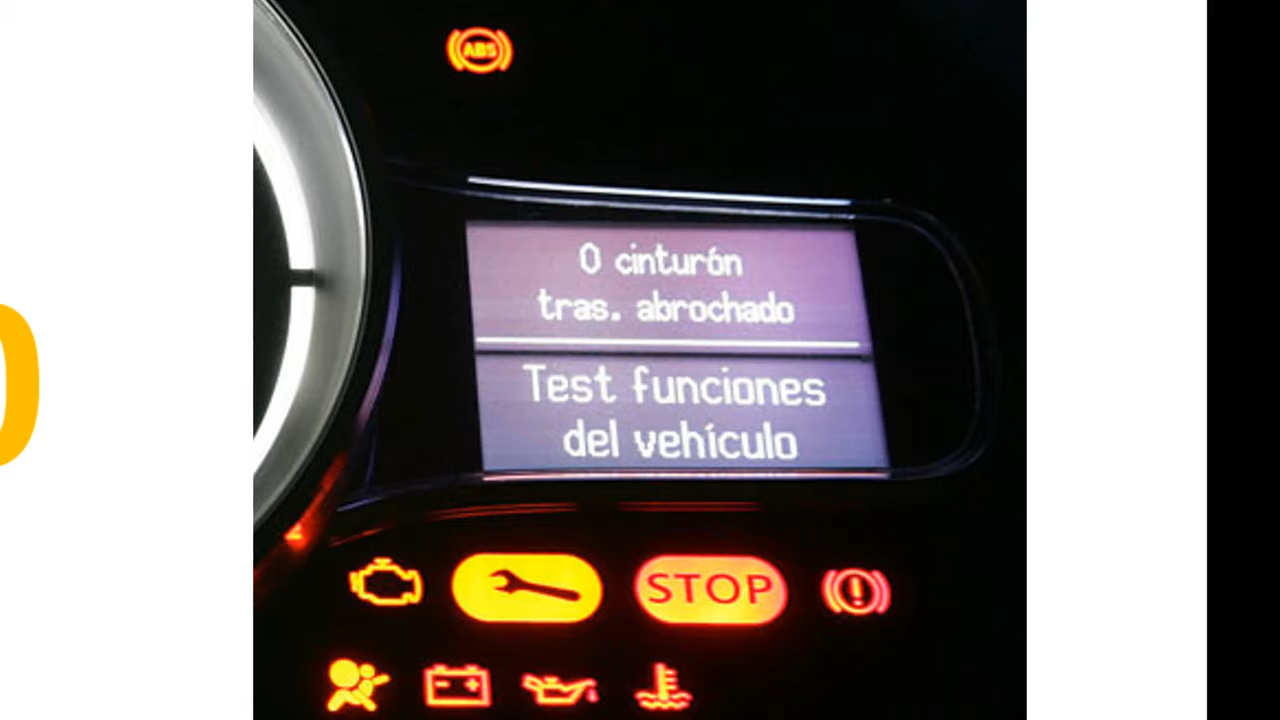 ABS
0 cinturón
tras. abrochado
Test funciones
del vehículo
STOP